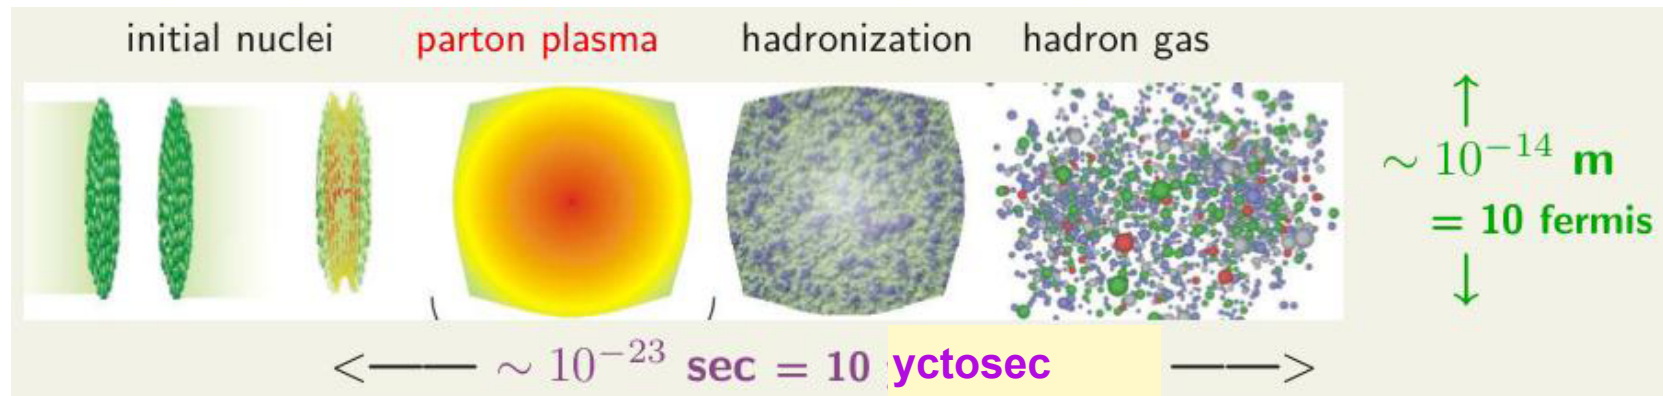 initial nuclei parton plasma hadronization hadron gas
∼ 10⁻¹⁴ m
= 10 fermis
<—— ∼ 10⁻²³ sec = 10 yctosec ——>